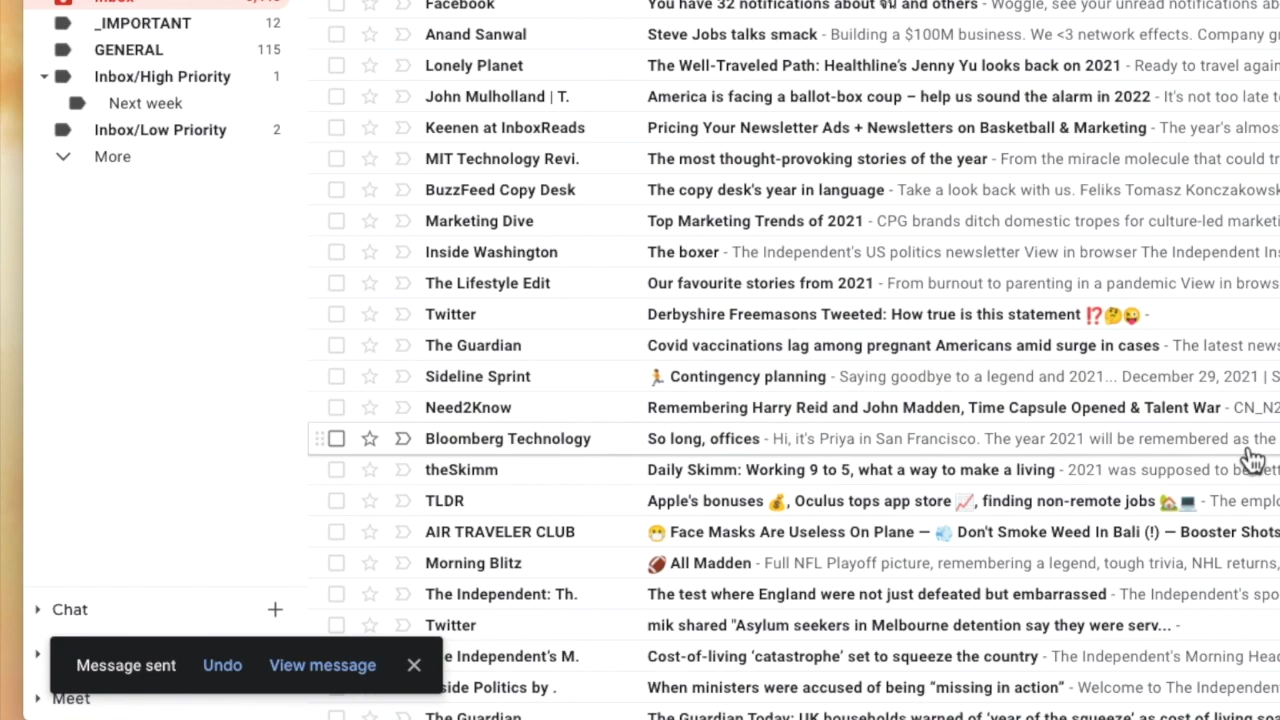 Inbox
Facebook You have 32 notifications about จน and others - Woggle, see your unread notifications ab
_IMPORTANT 12
Anand Sanwal Steve Jobs talks smack - Building a $100M business. We <3 network effects. Company gr
GENERAL 115
Lonely Planet The Well-Traveled Path: Healthline's Jenny Yu looks back on 2021 - Ready to travel again
Inbox/High Priority 1
John Mulholland | T. America is facing a ballot-box coup – help us sound the alarm in 2022 - It's not too late to
Next week
Keenen at InboxReads Pricing Your Newsletter Ads + Newsletters on Basketball & Marketing - The year's almos
Inbox/Low Priority 2
MIT Technology Revi. The most thought-provoking stories of the year - From the miracle molecule that could tr
More
BuzzFeed Copy Desk The copy desk's year in language - Take a look back with us. Feliks Tomasz Konczakowsk
Marketing Dive Top Marketing Trends of 2021 - CPG brands ditch domestic tropes for culture-led marketi
Inside Washington The boxer - The Independent's US politics newsletter View in browser The Independent Ins
The Lifestyle Edit Our favourite stories from 2021 - From burnout to parenting in a pandemic View in brows
Twitter Derbyshire Freemasons Tweeted: How true is this statement ⁉️🤔😜 -
The Guardian Covid vaccinations lag among pregnant Americans amid surge in cases - The latest news
Sideline Sprint 🏃 Contingency planning - Saying goodbye to a legend and 2021... December 29, 2021 | S
Need2Know Remembering Harry Reid and John Madden, Time Capsule Opened & Talent War - CN_N2
Bloomberg Technology So long, offices - Hi, it's Priya in San Francisco. The year 2021 will be remembered as the
theSkimm Daily Skimm: Working 9 to 5, what a way to make a living - 2021 was supposed to
TLDR Apple's bonuses 💰, Oculus tops app store 📈, finding non-remote jobs 🏡💻 - The emplo
AIR TRAVELER CLUB 😷 Face Masks Are Useless On Plane — 💨 Don't Smoke Weed In Bali (!) — Booster Shots
Morning Blitz 🏈 All Madden - Full NFL Playoff picture, remembering a legend, tough trivia, NHL returns,
The Independent: Th. The test where England were not just defeated but embarrassed - The Independent's spo
Chat +
Twitter mik shared "Asylum seekers in Melbourne detention say they were serv... -
e Independent's M. Cost-of-living 'catastrophe' set to squeeze the country - The Independent's Morning Head
Message sent Undo View message
side Politics by . When ministers were accused of being "missing in action" - Welcome to The Independen
Meet
The Guardian The Guardian Today: UK households warned of 'year of the squeeze' as cost of living sea